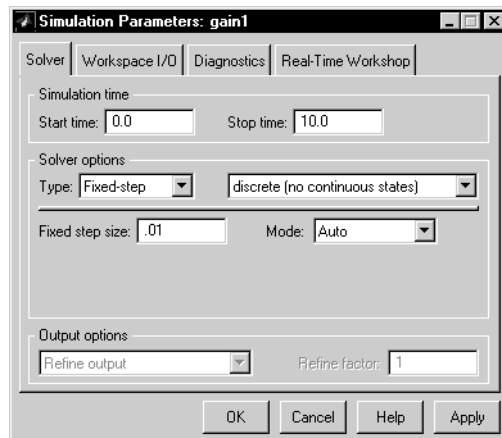 Simulation Parameters: gain1
Solver Workspace I/O Diagnostics Real-Time Workshop
Simulation time
Start time: 0.0 Stop time: 10.0
Solver options
Type: Fixed-step discrete (no continuous states)
Fixed step size: .01 Mode: Auto
Output options
Refine output Refine factor: 1
OK Cancel Help Apply